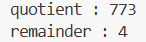 quotient : 773
remainder : 4